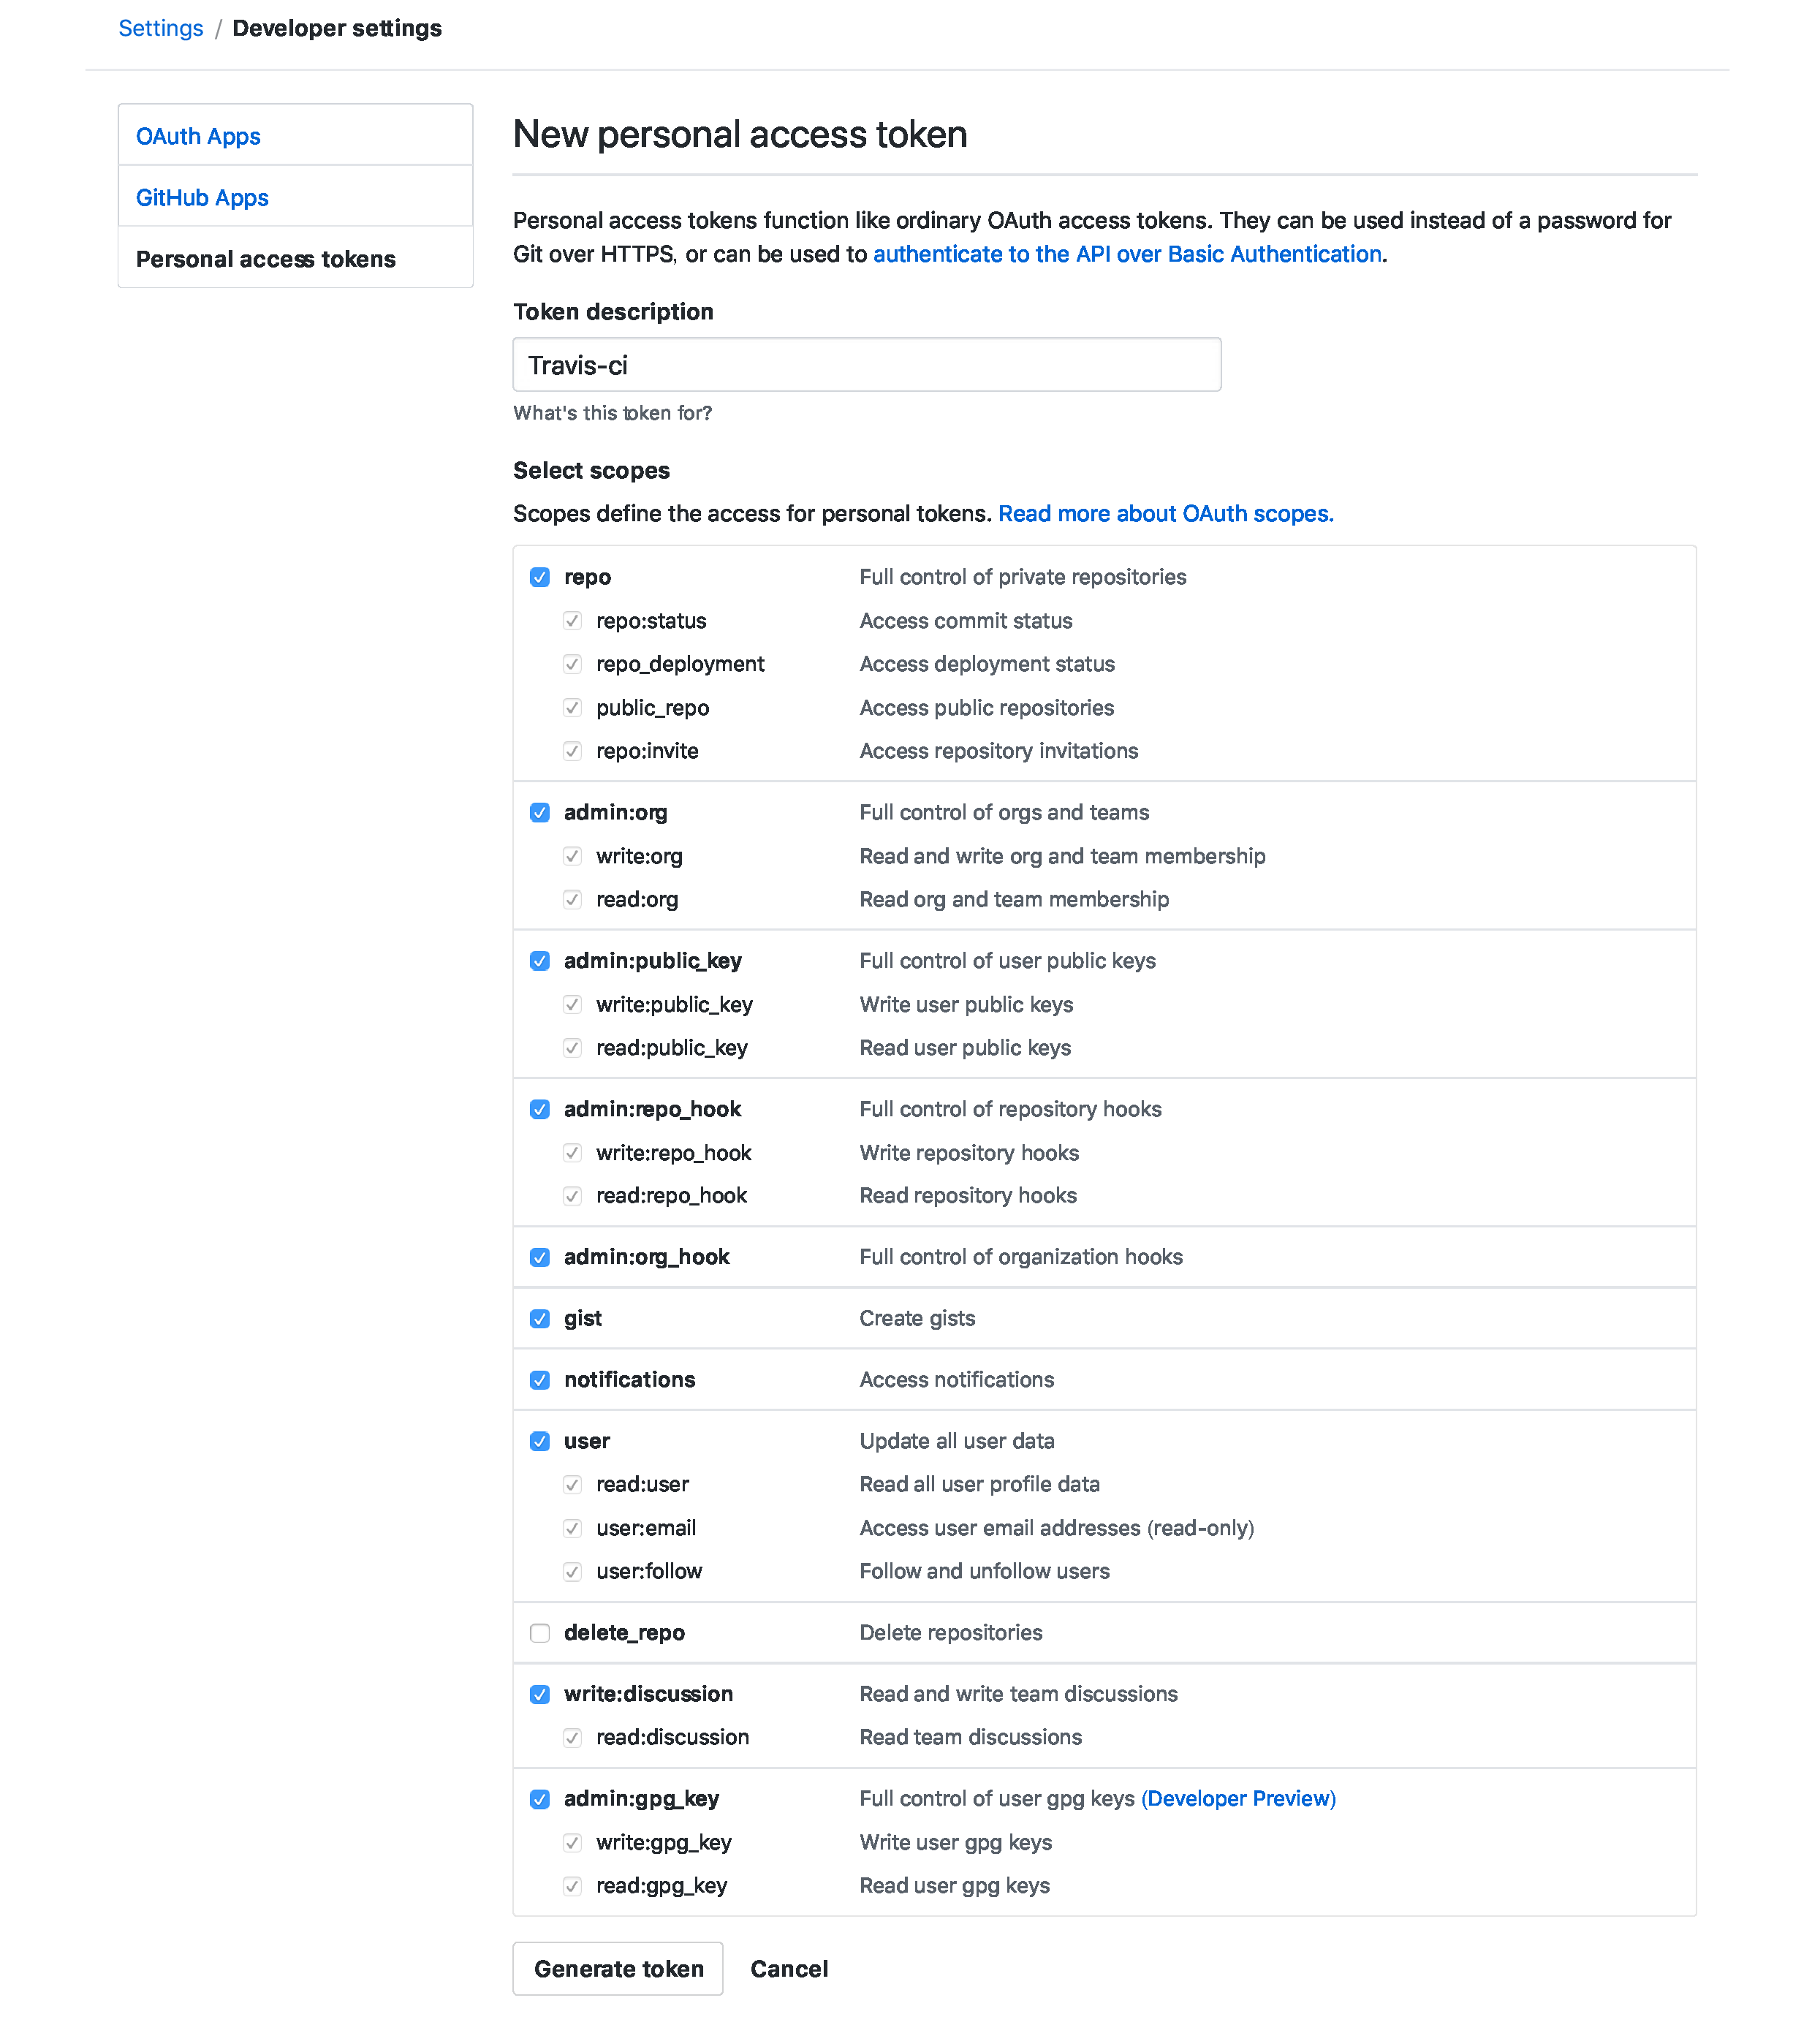 Settings / Developer settings
OAuth Apps
GitHub Apps
Personal access tokens
New personal access token
Personal access tokens function like ordinary OAuth access tokens. They can be used instead of a password for
Git over HTTPS, or can be used to authenticate to the API over Basic Authentication.
Token description
Travis-ci
What's this token for?
Select scopes
Scopes define the access for personal tokens. Read more about OAuth scopes.
repo Full control of private repositories
repo:status Access commit status
repo_deployment Access deployment status
public_repo Access public repositories
repo:invite Access repository invitations
admin:org Full control of orgs and teams
write:org Read and write org and team membership
read:org Read org and team membership
admin:public_key Full control of user public keys
write:public_key Write user public keys
read:public_key Read user public keys
admin:repo_hook Full control of repository hooks
write:repo_hook Write repository hooks
read:repo_hook Read repository hooks
admin:org_hook Full control of organization hooks
gist Create gists
notifications Access notifications
user Update all user data
read:user Read all user profile data
user:email Access user email addresses (read-only)
user:follow Follow and unfollow users
delete_repo Delete repositories
write:discussion Read and write team discussions
read:discussion Read team discussions
admin:gpg_key Full control of user gpg keys (Developer Preview)
write:gpg_key Write user gpg keys
read:gpg_key Read user gpg keys
Generate token Cancel